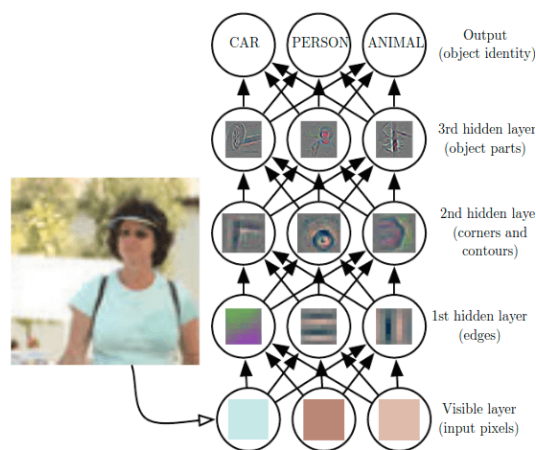 CAR PERSON ANIMAL
Output
(object identity)
3rd hidden layer
(object parts)
2nd hidden layer
(corners and
contours)
1st hidden layer
(edges)
Visible layer
(input pixels)